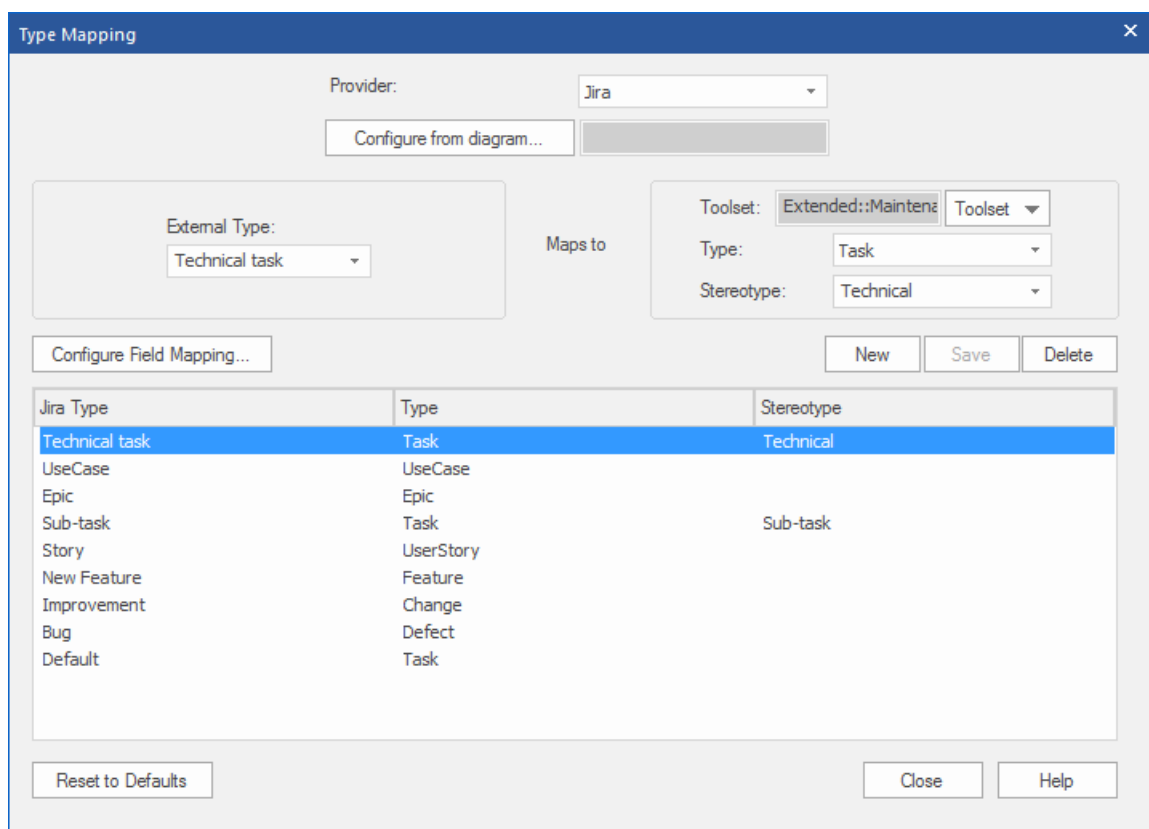 Type Mapping
Provider: Jira
Configure from diagram...
External Type:
Technical task
Maps to
Toolset: Extended::Maintena Toolset
Type: Task
Stereotype: Technical
Configure Field Mapping... New Save Delete
Jira Type Type Stereotype
Technical task Task Technical
UseCase UseCase
Epic Epic
Sub-task Task Sub-task
Story UserStory
New Feature Feature
Improvement Change
Bug Defect
Default Task
Reset to Defaults Close Help